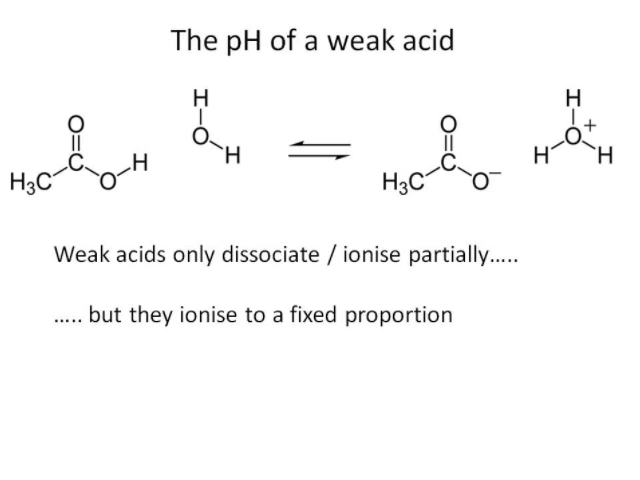 The pH of a weak acid
H
O
H
H₃C
C
O
O
H
H₃C
C
O
O⁻
H
O⁺
H
H
Weak acids only dissociate / ionise partially.....
..... but they ionise to a fixed proportion